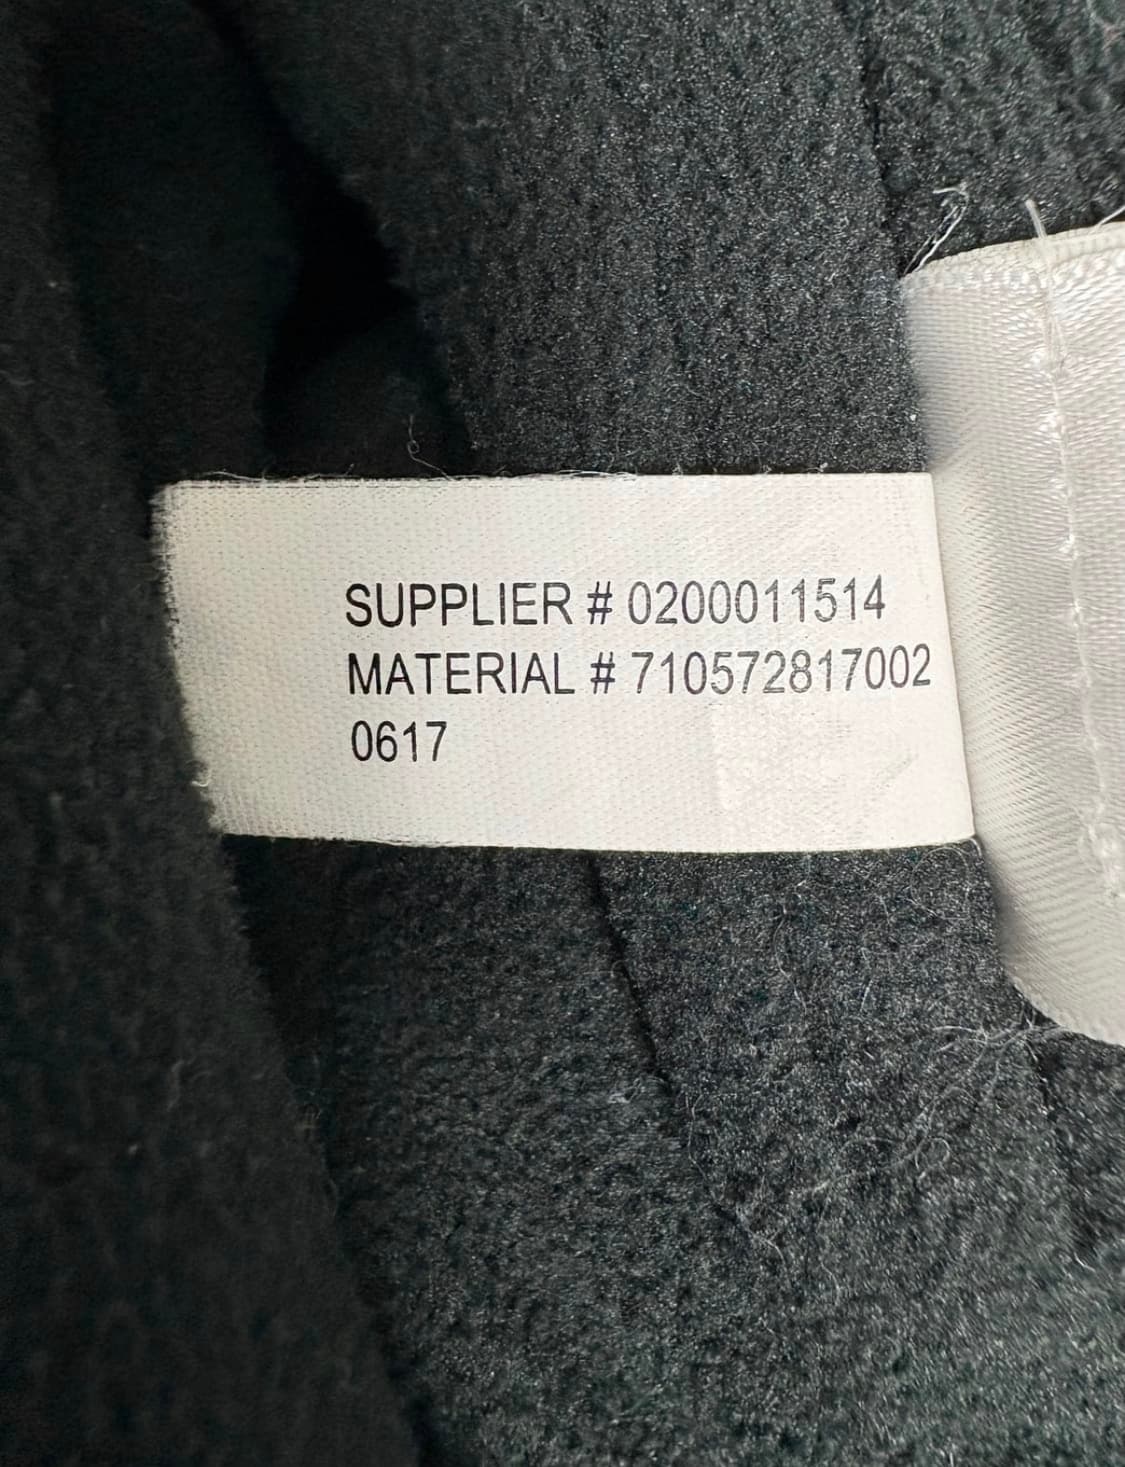 SUPPLIER # 0200011514
MATERIAL # 710572817002
0617